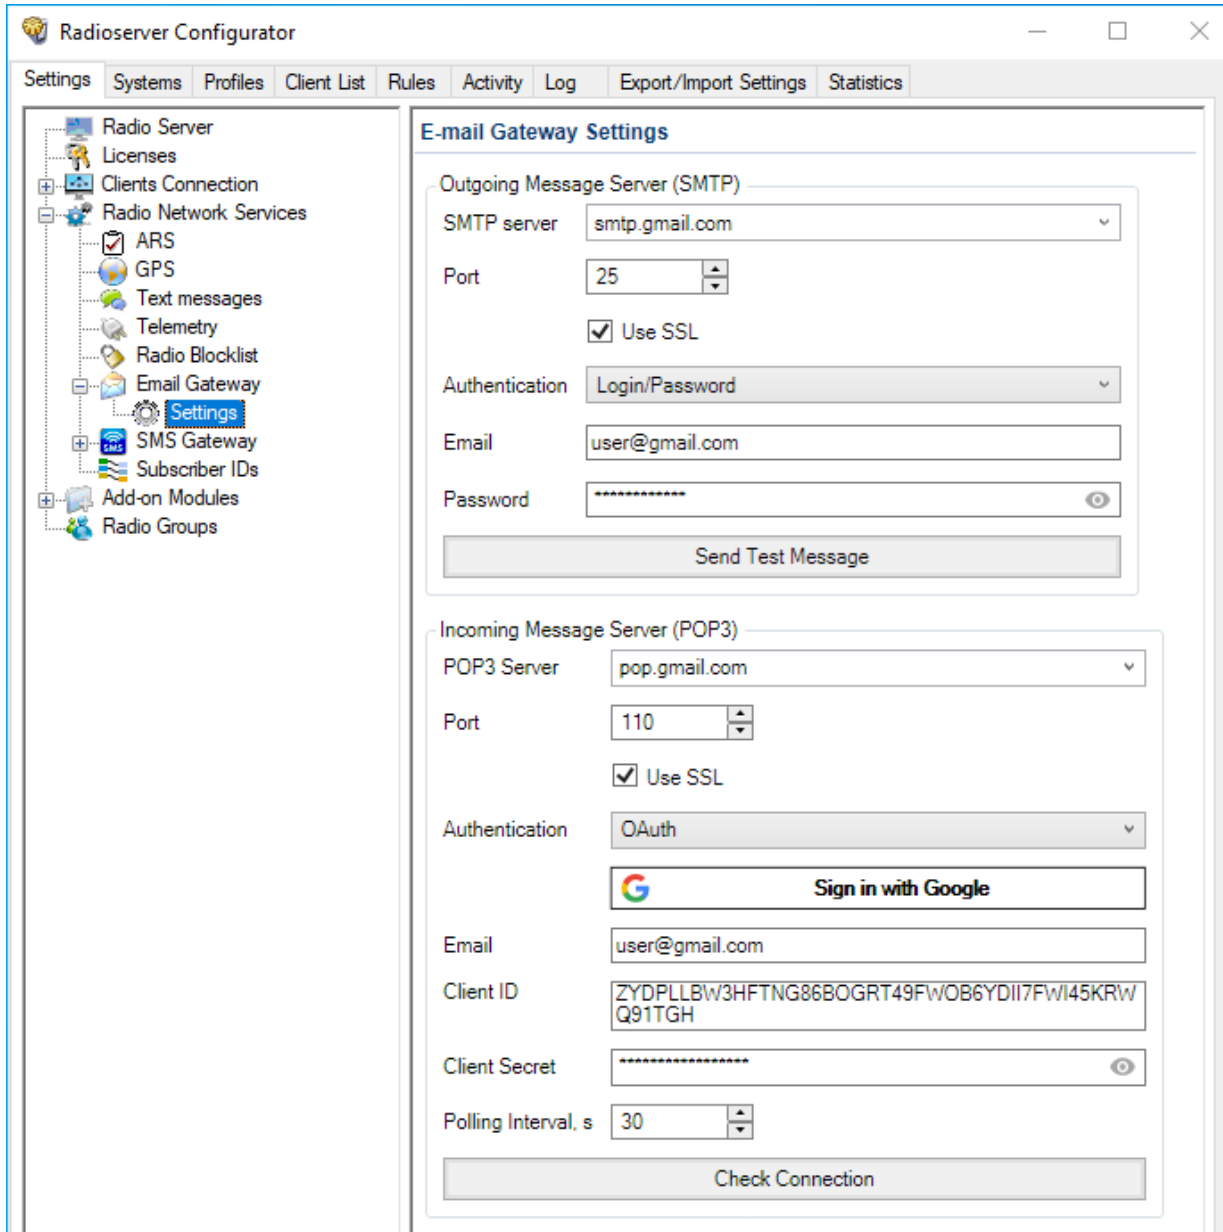 Radioserver Configurator
Settings Systems Profiles Client List Rules Activity Log Export/Import Settings Statistics
Radio Server
Licenses
Clients Connection
Radio Network Services
ARS
GPS
Text messages
Telemetry
Radio Blocklist
Email Gateway
Settings
SMS Gateway
SMS
Subscriber IDs
Add-on Modules
Radio Groups
E-mail Gateway Settings
Outgoing Message Server (SMTP)
SMTP server smtp.gmail.com
Port 25
Use SSL
Authentication Login/Password
Email user@gmail.com
Password ************
Send Test Message
Incoming Message Server (POP3)
POP3 Server pop.gmail.com
Port 110
Use SSL
Authentication OAuth
G Sign in with Google
Email user@gmail.com
Client ID ZYDPLLBW3HFTNG86BOGRT49FWOB6YDII7FWI45KRW
Q91TGH
Client Secret *****************
Polling Interval, s 30
Check Connection